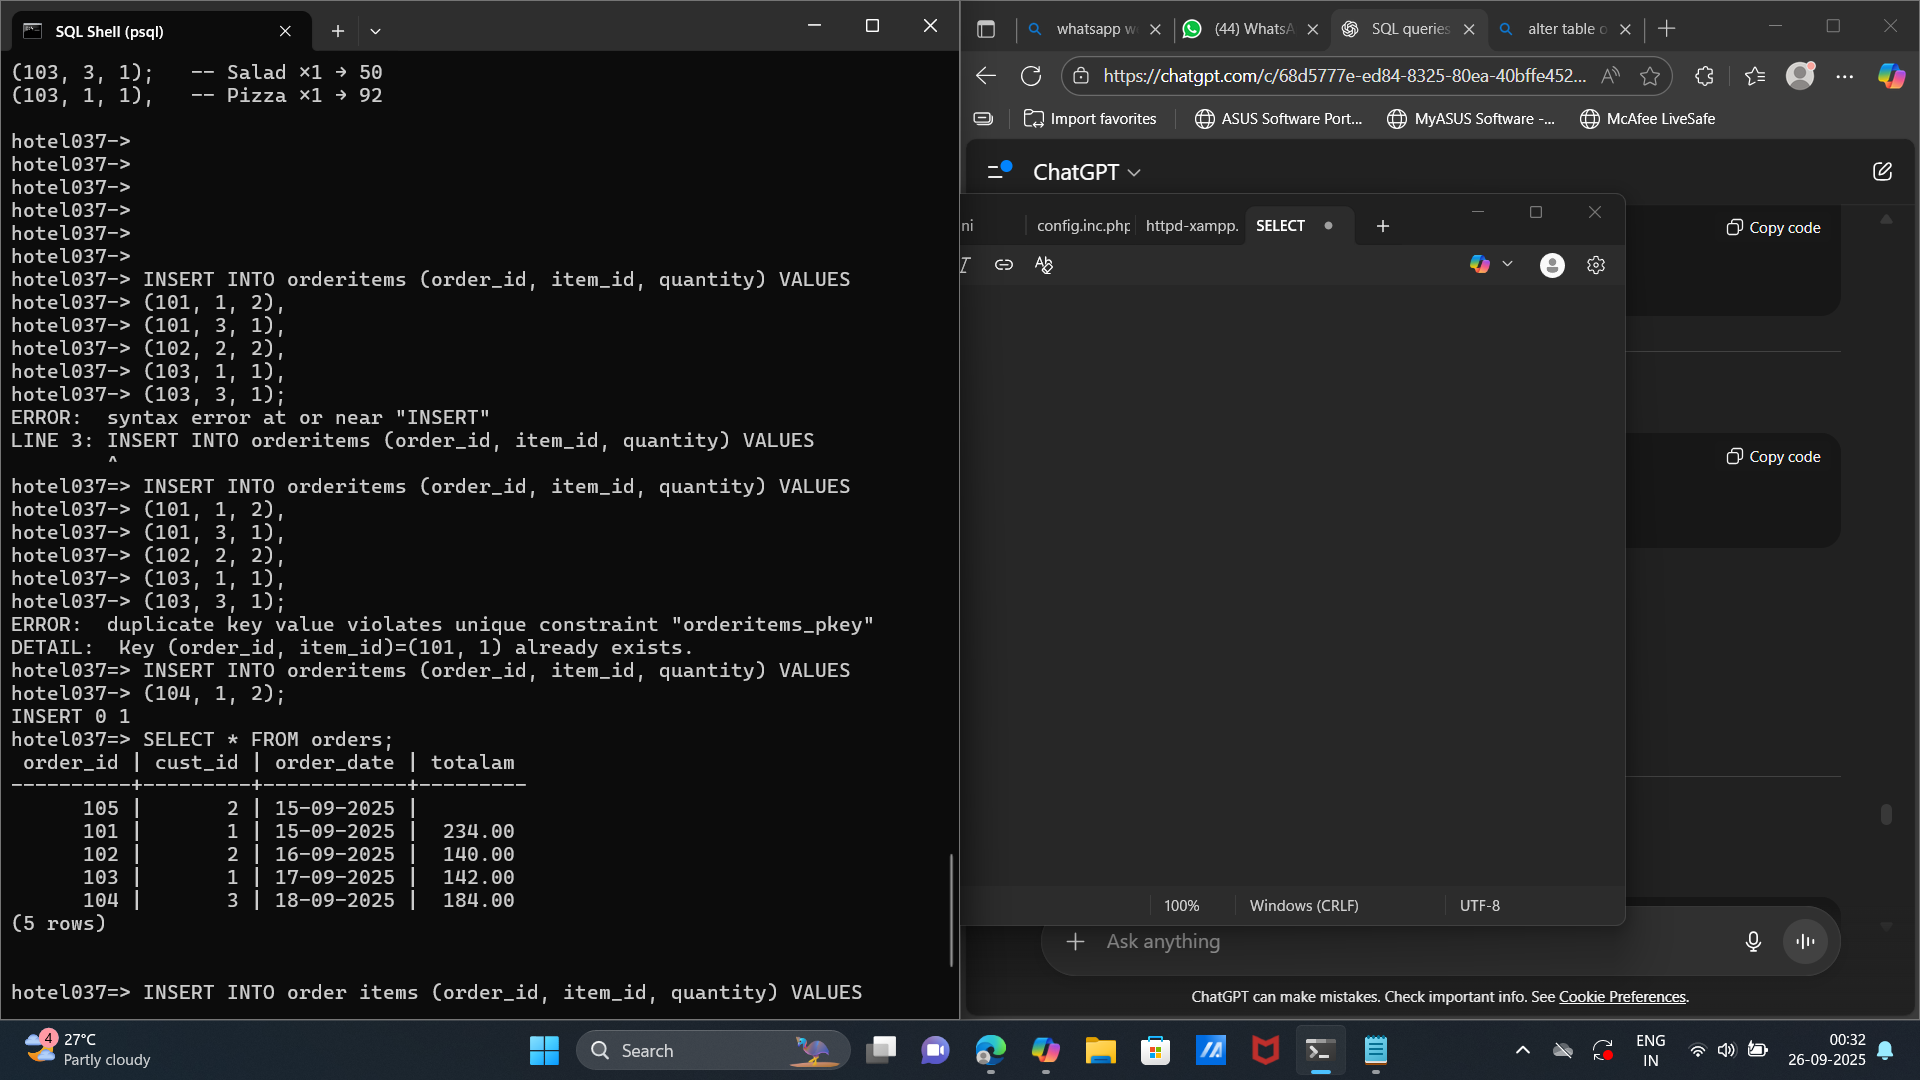 SQL Shell (psql)
(103, 3, 1);   -- Salad ×1 → 50
(103, 1, 1),   -- Pizza ×1 → 92
hotel037->
hotel037->
hotel037->
hotel037->
hotel037->
hotel037->
hotel037-> INSERT INTO orderitems (order_id, item_id, quantity) VALUES
hotel037-> (101, 1, 2),
hotel037-> (101, 3, 1),
hotel037-> (102, 2, 2),
hotel037-> (103, 1, 1),
hotel037-> (103, 3, 1);
ERROR:  syntax error at or near "INSERT"
LINE 3: INSERT INTO orderitems (order_id, item_id, quantity) VALUES
        ^
hotel037=> INSERT INTO orderitems (order_id, item_id, quantity) VALUES
hotel037-> (101, 1, 2),
hotel037-> (101, 3, 1),
hotel037-> (102, 2, 2),
hotel037-> (103, 1, 1),
hotel037-> (103, 3, 1);
ERROR:  duplicate key value violates unique constraint "orderitems_pkey"
DETAIL:  Key (order_id, item_id)=(101, 1) already exists.
hotel037=> INSERT INTO orderitems (order_id, item_id, quantity) VALUES
hotel037-> (104, 1, 2);
INSERT 0 1
hotel037=> SELECT * FROM orders;
 order_id | cust_id | order_date | totalam
----------+---------+------------+---------
      105 |       2 | 15-09-2025 |
      101 |       1 | 15-09-2025 |  234.00
      102 |       2 | 16-09-2025 |  140.00
      103 |       1 | 17-09-2025 |  142.00
      104 |       3 | 18-09-2025 |  184.00
(5 rows)
hotel037=> INSERT INTO order items (order_id, item_id, quantity) VALUES
whatsapp w
(44) WhatsA
SQL queries
alter table o
https://chatgpt.com/c/68d5777e-ed84-8325-80ea-40bffe452...
Import favorites
ASUS Software Port...
MyASUS Software -...
McAfee LiveSafe
ChatGPT
Copy code
ni
config.inc.php
httpd-xampp.
SELECT
Copy code
100%
Windows (CRLF)
UTF-8
Ask anything
ChatGPT can make mistakes. Check important info. See Cookie Preferences.
4
27°C
Partly cloudy
Search
ENG
IN
00:32
26-09-2025